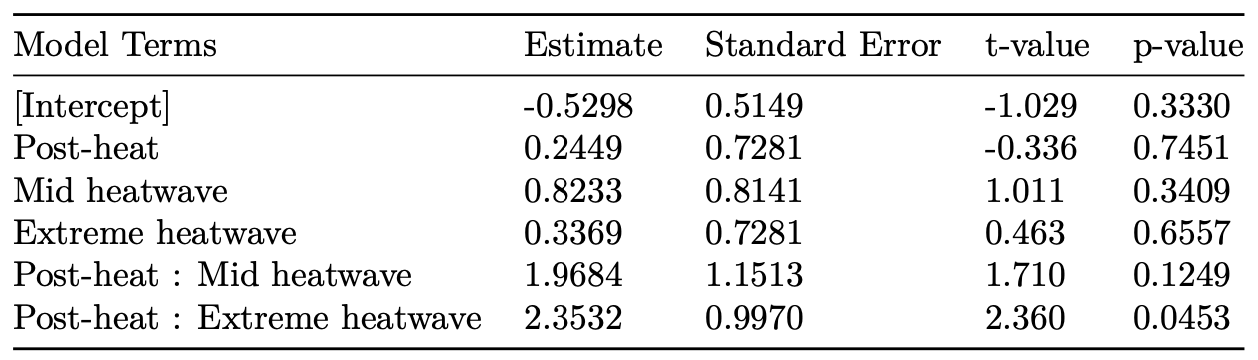 Model Terms Estimate Standard Error t-value p-value
[Intercept] -0.5298 0.5149 -1.029 0.3330
Post-heat 0.2449 0.7281 -0.336 0.7451
Mid heatwave 0.8233 0.8141 1.011 0.3409
Extreme heatwave 0.3369 0.7281 0.463 0.6557
Post-heat : Mid heatwave 1.9684 1.1513 1.710 0.1249
Post-heat : Extreme heatwave 2.3532 0.9970 2.360 0.0453